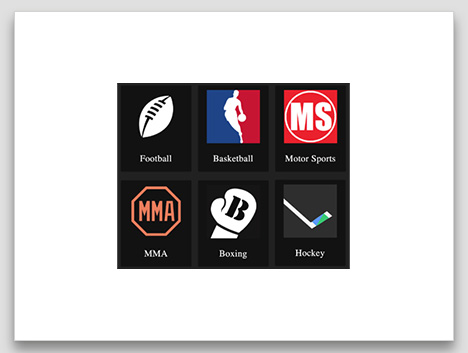 MS
Football
Basketball
Motor Sports
MMA
B
MMA
Boxing
Hockey